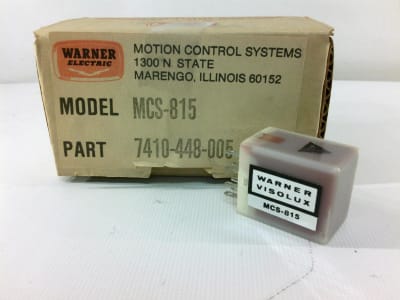 WARNER
ELECTRIC
MOTION CONTROL SYSTEMS
1300 N STATE
MARENGO, ILLINOIS 60152
MODEL MCS-815
PART 7410-448-005
WARNER
VISOLUX
MCS-815